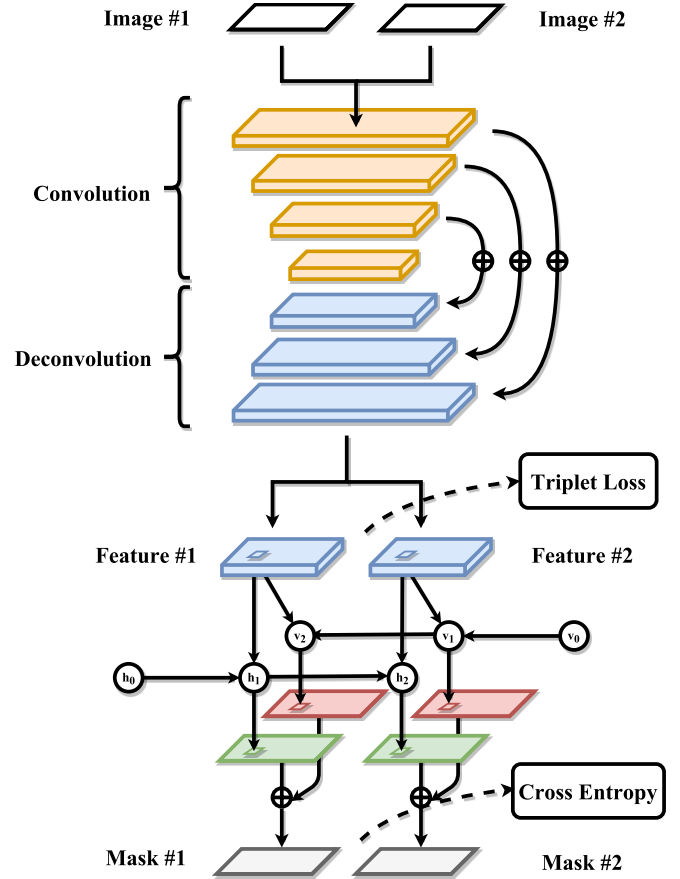 Image #1
Image #2
Convolution
Deconvolution
Triplet Loss
Feature #1
Feature #2
v2
v1
v0
h0
h1
h2
Cross Entropy
Mask #1
Mask #2